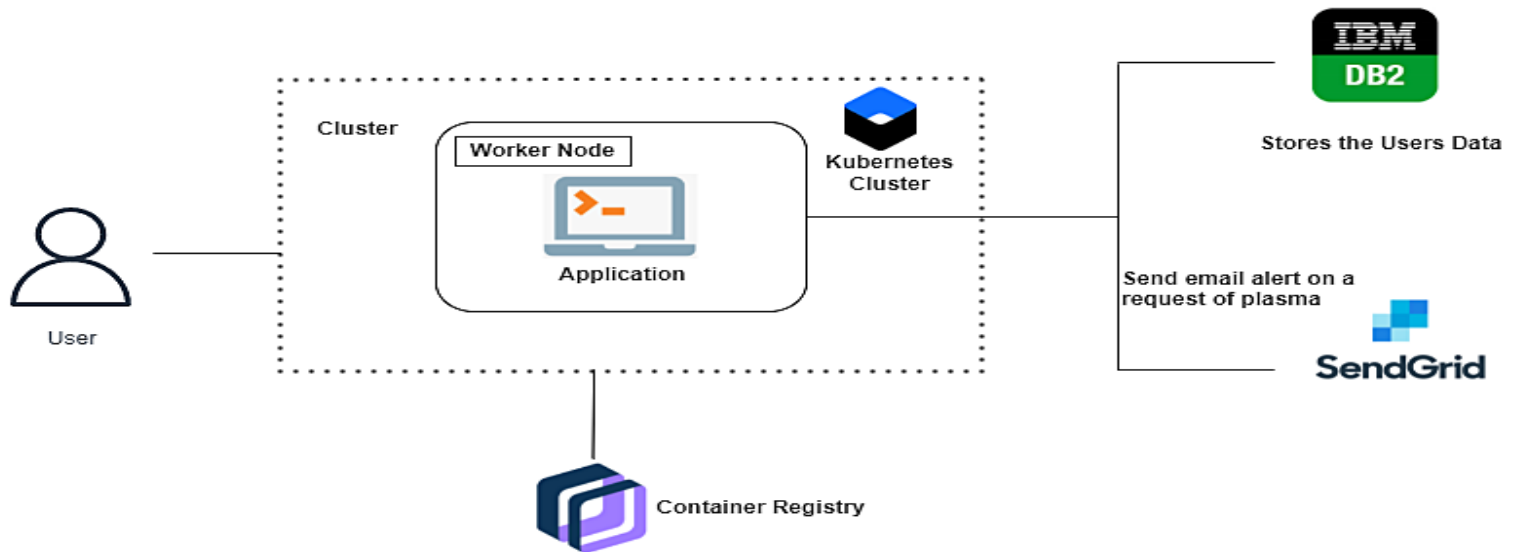 IBM
DB2
Stores the Users Data
Cluster
Worker Node
Kubernetes
Cluster
Application
User
Send email alert on a
request of plasma
SendGrid
Container Registry